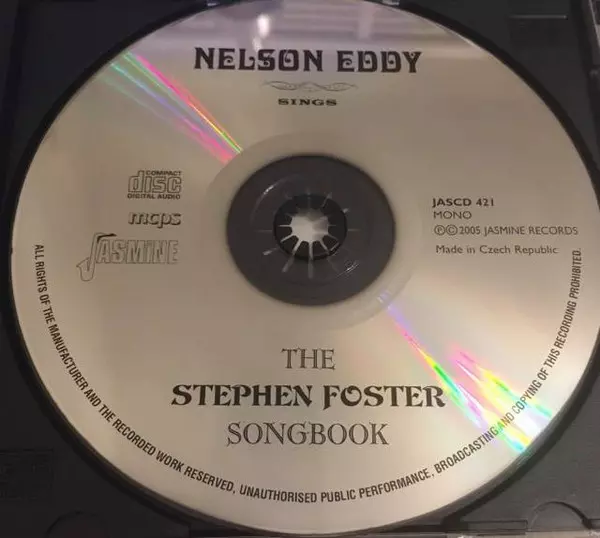 NELSON EDDY
SINGS
COMPACT
disc
DIGITAL AUDIO
mcps
JASMINE
JASCD 421
MONO
℗© 2005 JASMINE RECORDS
Made in Czech Republic
THE
STEPHEN FOSTER
SONGBOOK
ALL RIGHTS OF THE MANUFACTURER AND THE RECORDED WORK RESERVED, UNAUTHORISED PUBLIC PERFORMANCE, BROADCASTING AND COPYING OF THIS RECORDING PROHIBITED.